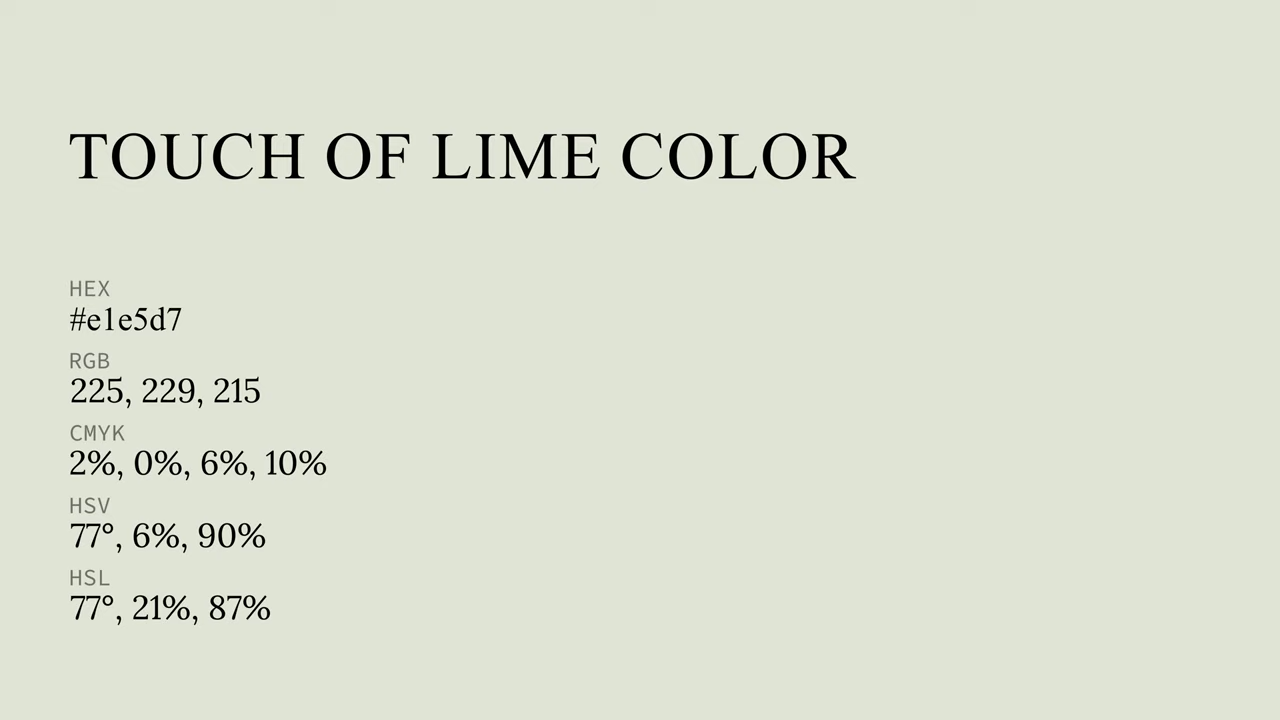 TOUCH OF LIME COLOR
HEX
#e1e5d7
RGB
225, 229, 215
CMYK
2%, 0%, 6%, 10%
HSV
77°, 6%, 90%
HSL
77°, 21%, 87%